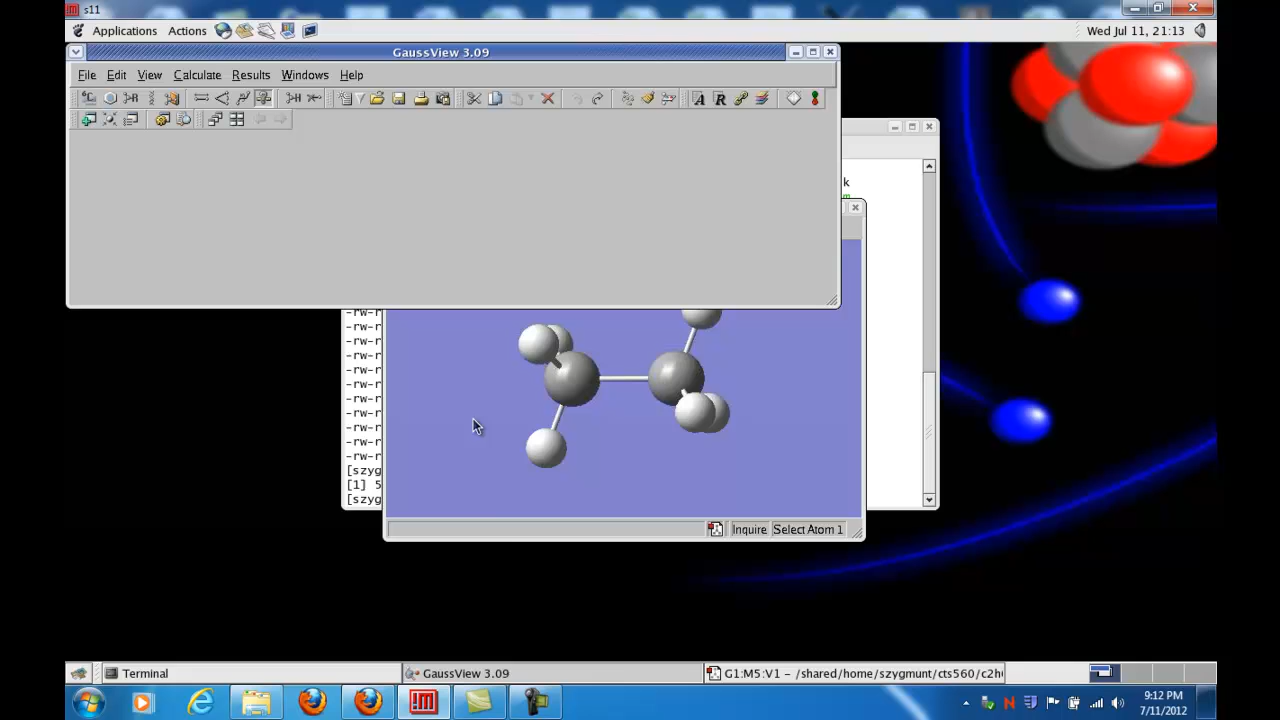 s11
Applications Actions Wed Jul 11, 21:13
GaussView 3.09
File Edit View Calculate Results Windows Help
A R
k
-rw-r
-rw-r
-rw-r
-rw-r
-rw-r
-rw-r
-rw-r
-rw-r
-rw-r
-rw-r
-rw-r
[szyg
[1] 5
[szyg
Inquire Select Atom 1
Terminal GaussView 3.09 G1:M5:V1 - /shared/home/szygmunt/cts560/c2h
9:12 PM
7/11/2012